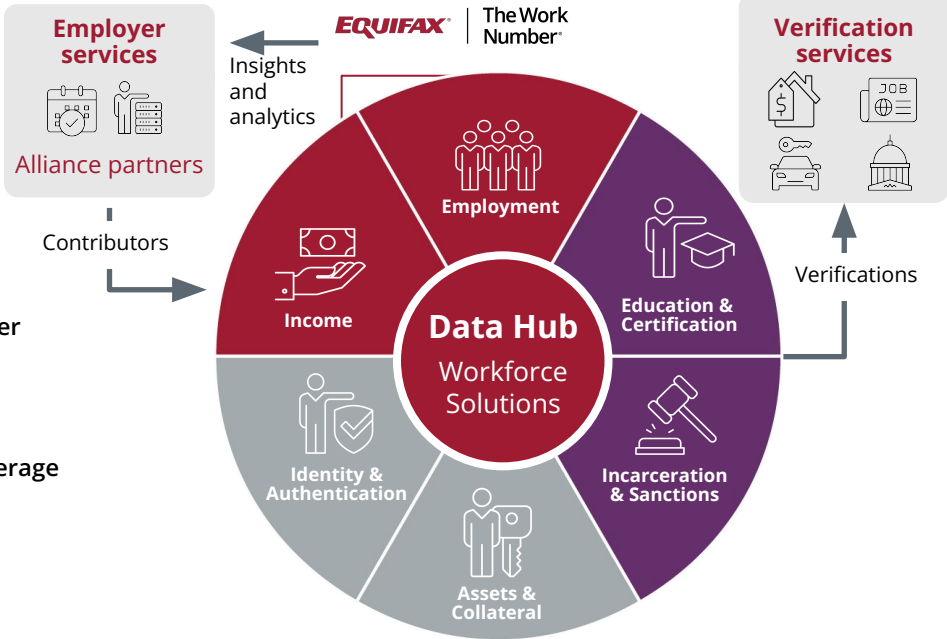 Employer
services
Alliance partners
EQUIFAX® | The Work
Number®
Verification
services
JOB
$
Insights
and
analytics
Contributors
Verifications
Employment
Income
Education &
Certification
Data Hub
Workforce
Solutions
Identity &
Authentication
Incarceration
& Sanctions
Assets &
Collateral
er
erage